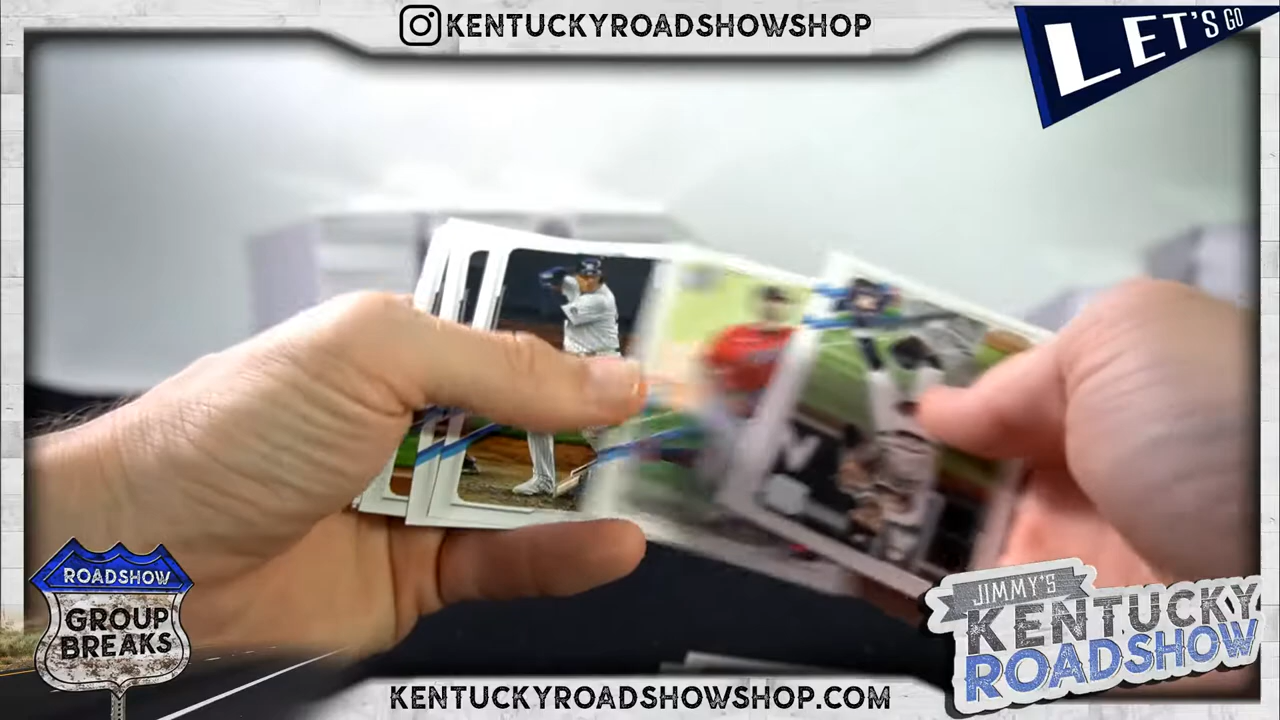 KENTUCKYROADSHOWSHOP
LET'S GO
ROADSHOW
GROUP
BREAKS
JIMMY'S
KENTUCKY
ROADSHOW
KENTUCKYROADSHOWSHOP.COM